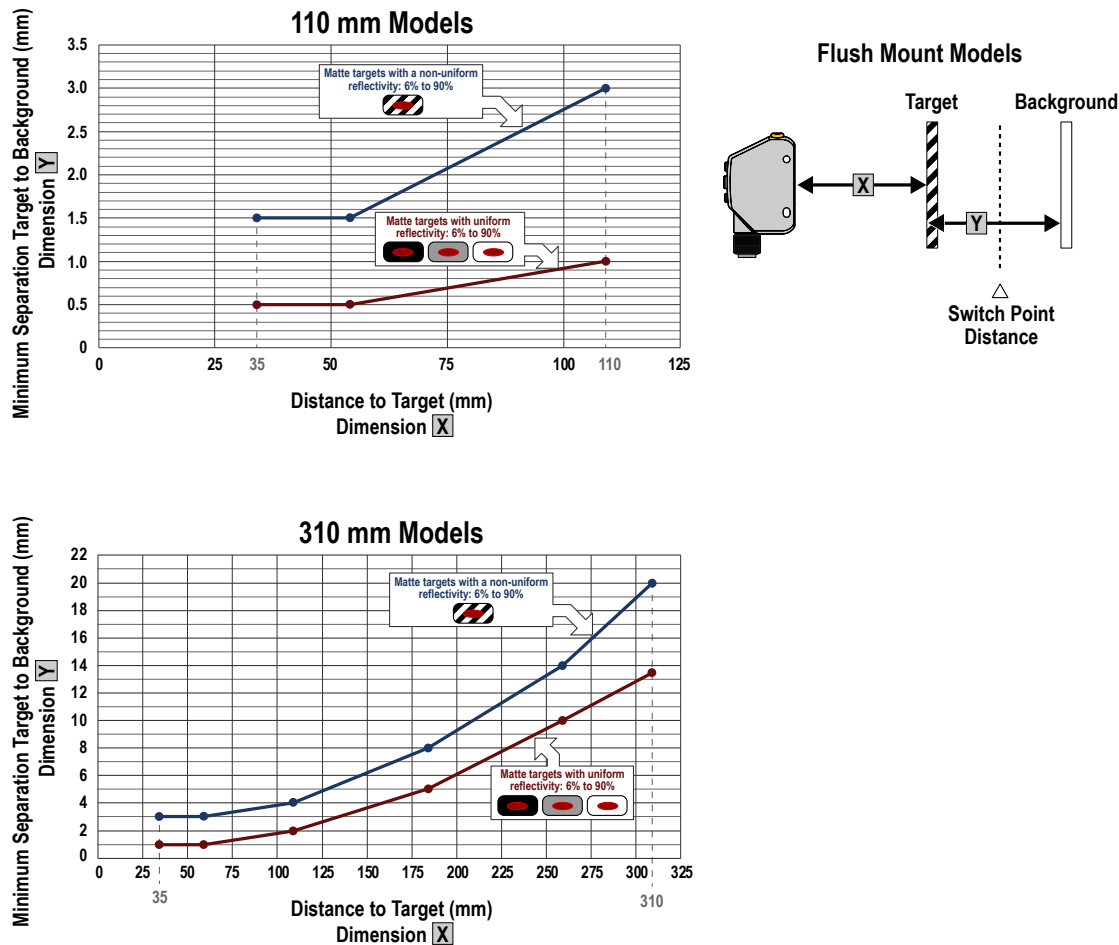 110 mm Models
Minimum Separation Target to Background (mm)
Dimension Y
3.5
3.0
2.5
2.0
1.5
1.0
0.5
0
Matte targets with a non-uniform
reflectivity: 6% to 90%
Matte targets with uniform
reflectivity: 6% to 90%
0 25 35 50 75 100 110 125
Distance to Target (mm)
Dimension X
Flush Mount Models
Target Background
X
Y
Switch Point
Distance
310 mm Models
Minimum Separation Target to Background (mm)
Dimension Y
22
20
18
16
14
12
10
8
6
4
2
0
Matte targets with a non-uniform
reflectivity: 6% to 90%
Matte targets with uniform
reflectivity: 6% to 90%
0 25 50 75 100 125 150 175 200 225 250 275 300 325
35 310
Distance to Target (mm)
Dimension X